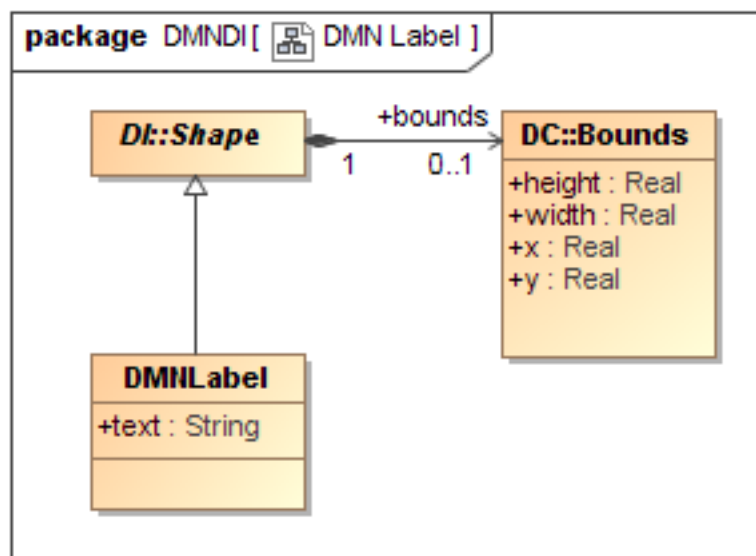 package DMNDI[ DMN Label ]
DI::Shape
+bounds
1
0..1
DC::Bounds
+height : Real
+width : Real
+x : Real
+y : Real
DMNLabel
+text : String